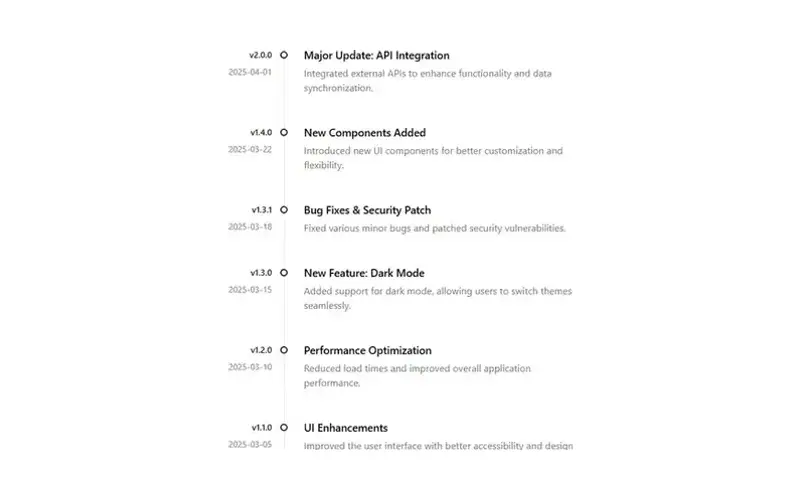 v2.0.0
Major Update: API Integration
2025-04-01
Integrated external APIs to enhance functionality and data
synchronization.
v1.4.0
New Components Added
2025-03-22
Introduced new UI components for better customization and
flexibility.
v1.3.1
Bug Fixes & Security Patch
2025-03-18
Fixed various minor bugs and patched security vulnerabilities.
v1.3.0
New Feature: Dark Mode
2025-03-15
Added support for dark mode, allowing users to switch themes
seamlessly.
v1.2.0
Performance Optimization
2025-03-10
Reduced load times and improved overall application
performance.
v1.1.0
UI Enhancements
2025-03-05
Improved the user interface with better accessibility and design